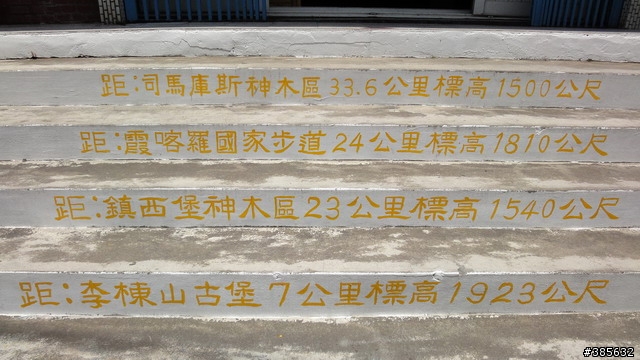 距:司馬庫斯神木區33.6公里標高1500公尺
距:霞喀羅國家步道24公里標高1810公尺
距:鎮西堡神木區23公里標高1540公尺
距:李棟山古堡7公里標高1923公尺
#385632